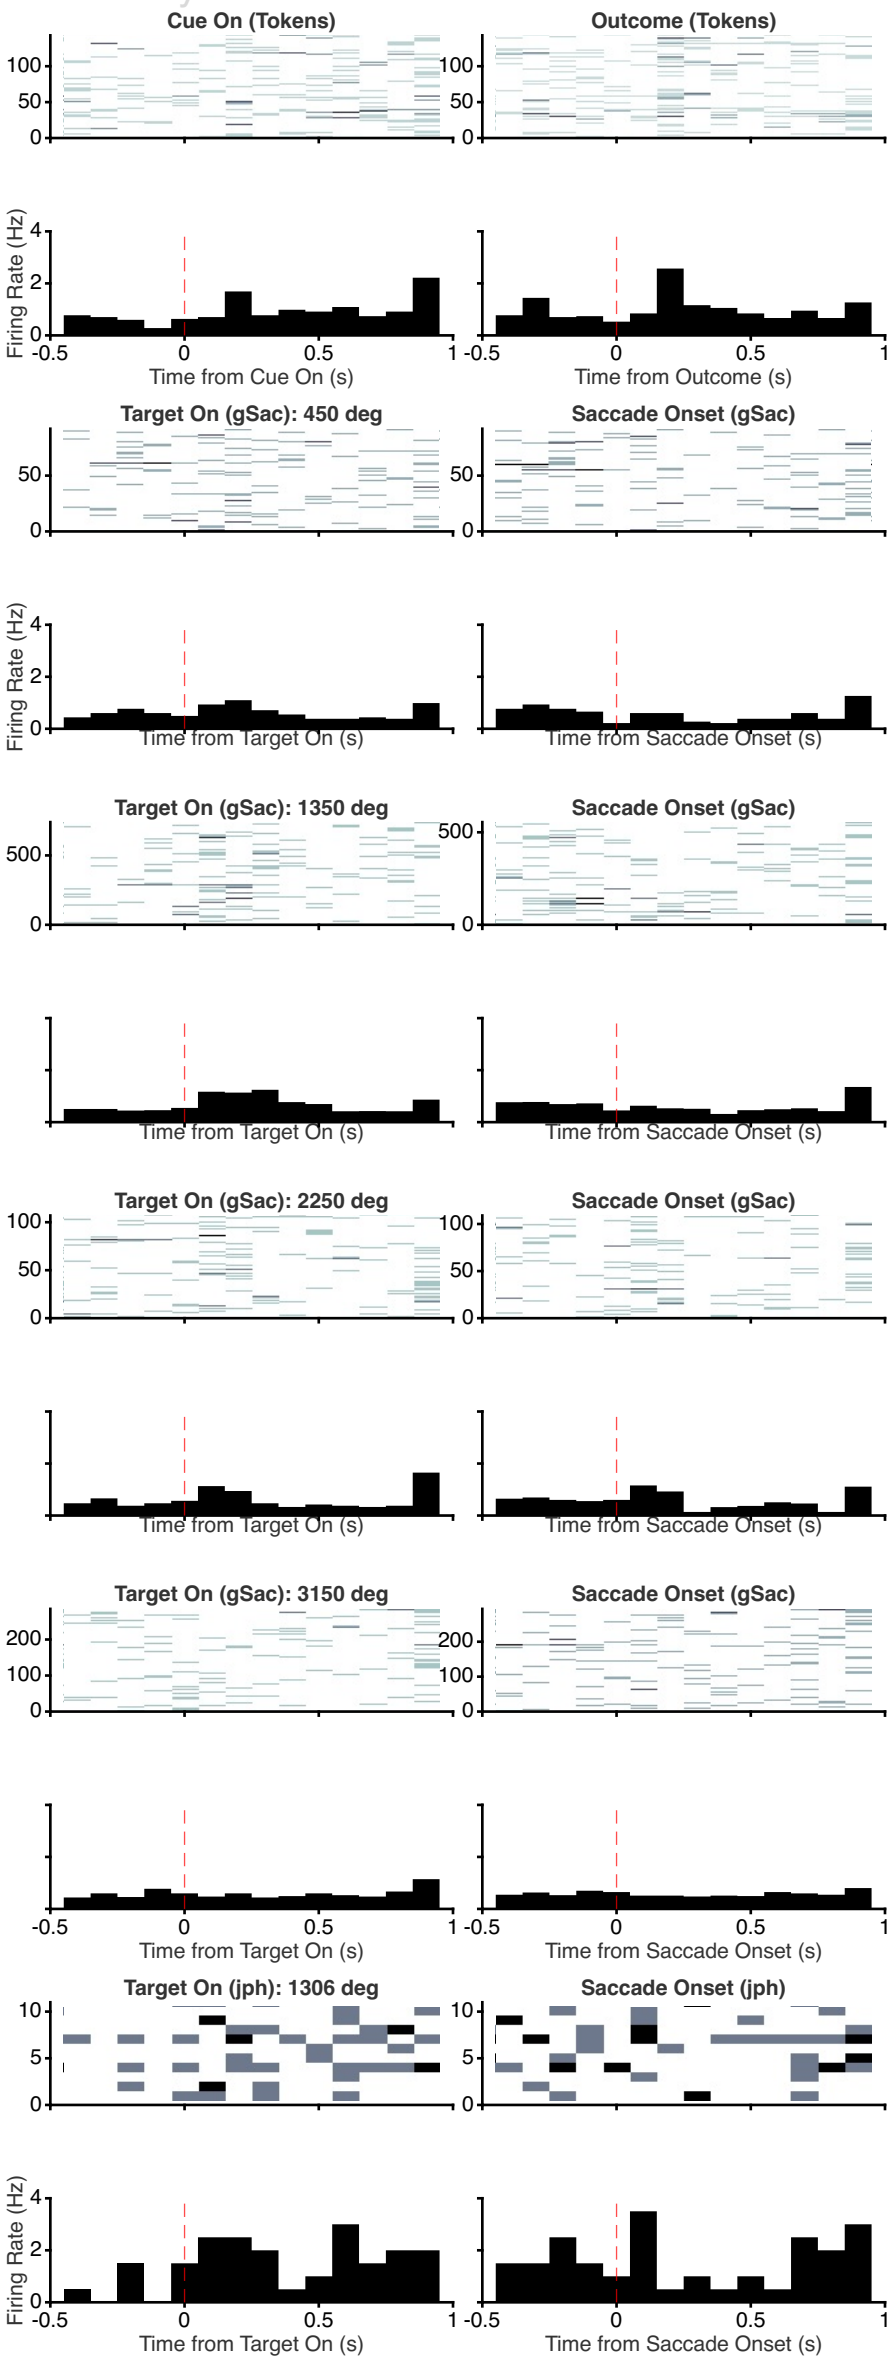 Cue On (Tokens)
Outcome (Tokens)
100
50
0
100
50
0
Firing Rate (Hz)
4
2
0
-0.5 0 0.5 1
-0.5 0 0.5 1
Time from Cue On (s)
Time from Outcome (s)
Target On (gSac): 450 deg
Saccade Onset (gSac)
50
0
50
0
Firing Rate (Hz)
4
2
0
Time from Target On (s)
Time from Saccade Onset (s)
Target On (gSac): 1350 deg
Saccade Onset (gSac)
500
0
500
0
Time from Target On (s)
Time from Saccade Onset (s)
Target On (gSac): 2250 deg
Saccade Onset (gSac)
100
50
0
100
50
0
Time from Target On (s)
Time from Saccade Onset (s)
Target On (gSac): 3150 deg
Saccade Onset (gSac)
200
100
0
200
100
0
-0.5 0 0.5 1
-0.5 0 0.5 1
Time from Target On (s)
Time from Saccade Onset (s)
Target On (jph): 1306 deg
Saccade Onset (jph)
10
5
0
10
5
0
Firing Rate (Hz)
4
2
0
-0.5 0 0.5 1
-0.5 0 0.5 1
Time from Target On (s)
Time from Saccade Onset (s)